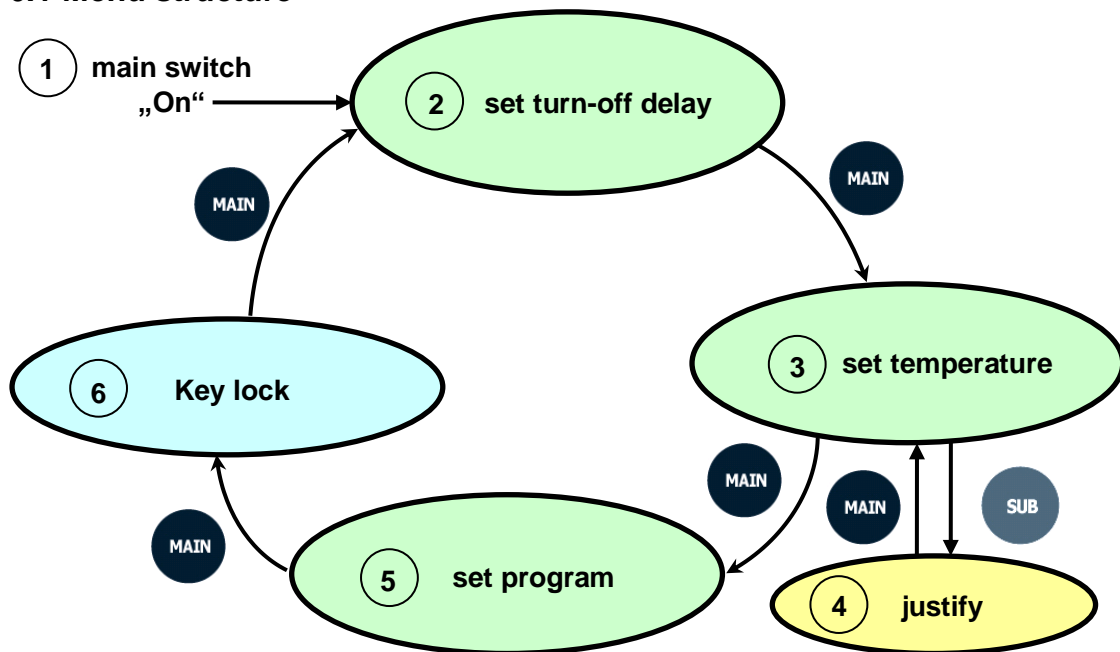 1 main switch
„On“
2 set turn-off delay
MAIN
MAIN
3 set temperature
6 Key lock
MAIN
MAIN
SUB
MAIN
5 set program
4 justify